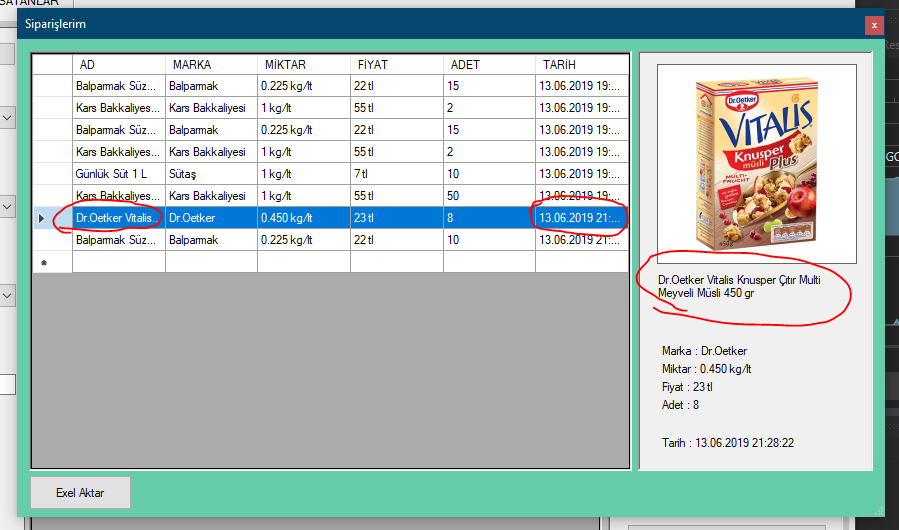 SATANLAR
Siparişlerim
x
AD MARKA MİKTAR FİYAT ADET TARİH
Balparmak Süz... Balparmak 0.225 kg/lt 22 tl 15 13.06.2019 19:...
Kars Bakkaliyes... Kars Bakkaliyesi 1 kg/lt 55 tl 2 13.06.2019 19:...
Balparmak Süz... Balparmak 0.225 kg/lt 22 tl 15 13.06.2019 19:...
Kars Bakkaliyes... Kars Bakkaliyesi 1 kg/lt 55 tl 2 13.06.2019 19:...
Günlük Süt 1 L Sütaş 7 tl 10 13.06.2019 19:...
Kars Bakkaliyes... Kars Bakkaliyesi 1 kg/lt 55 tl 50 13.06.2019 19:...
Dr.Oetker Vitalis... Dr.Oetker 0.450 kg/lt 23 tl 8 13.06.2019 21:...
Balparmak Süz... Balparmak 0.225 kg/lt 22 tl 10 13.06.2019 21:...
Dr.Oetker
VITALIS
Knusper
müsli Plus
MULTI-
FRUCHT
450g
Dr.Oetker Vitalis Knusper Çıtır Multi
Meyveli Müsli 450 gr
Marka : Dr.Oetker
Miktar : 0.450 kg/lt
Fiyat : 23 tl
Adet : 8
Tarih : 13.06.2019 21:28:22
Exel Aktar